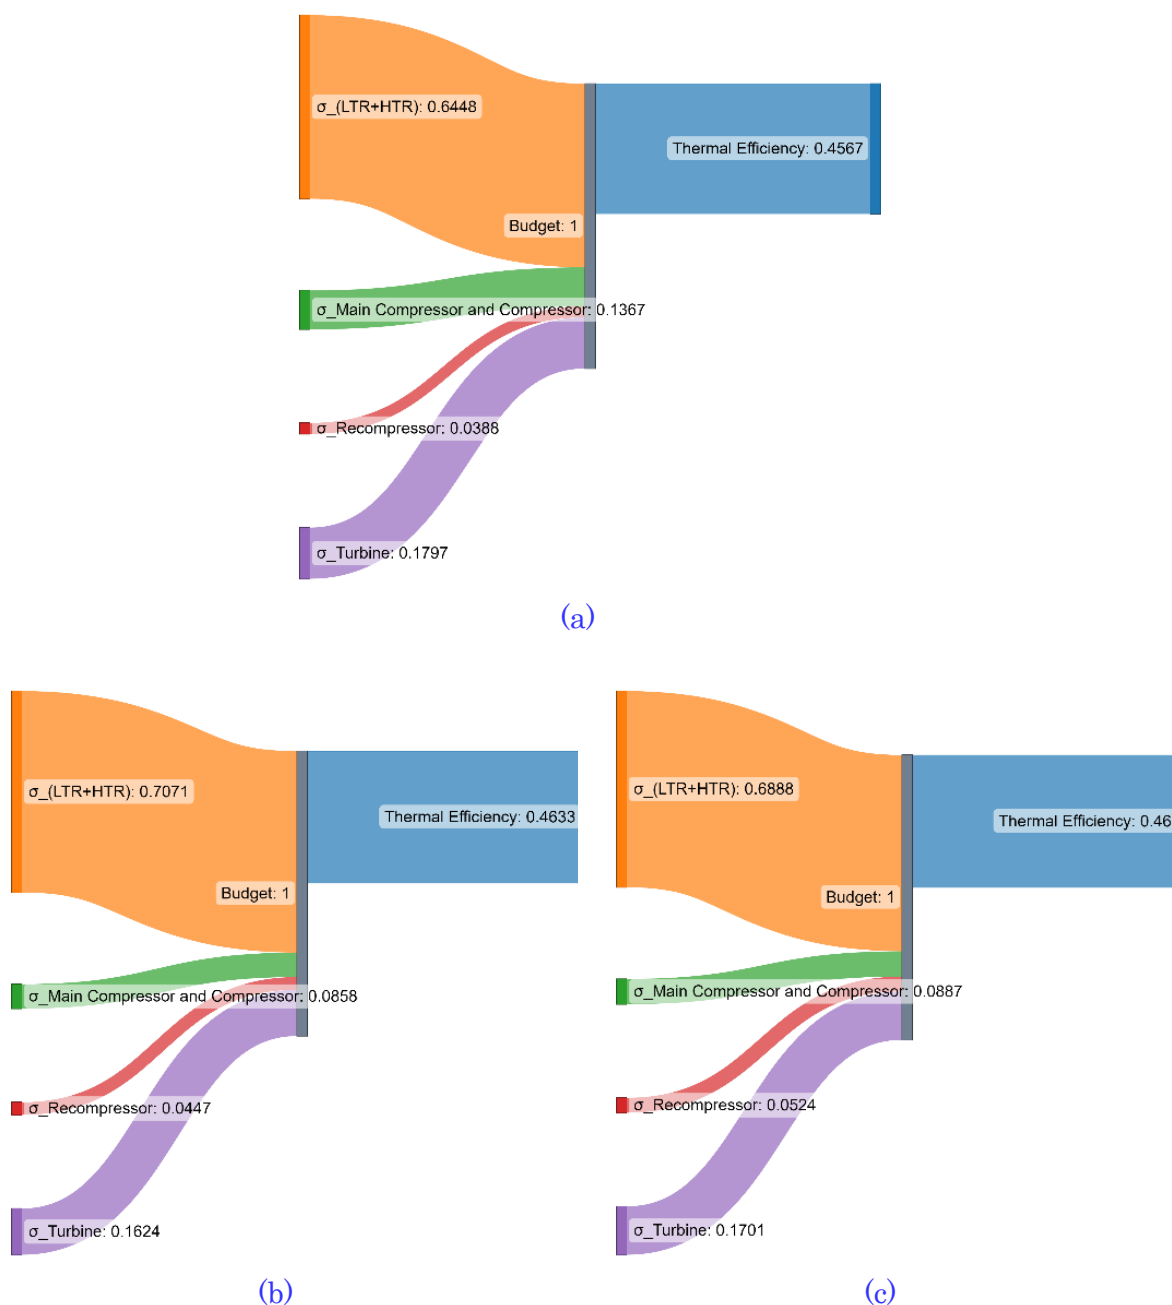 σ_(LTR+HTR): 0.6448
Thermal Efficiency: 0.4567
Budget: 1
σ_Main Compressor and Compressor: 0.1367
σ_Recompressor: 0.0388
σ_Turbine: 0.1797
(a)
σ_(LTR+HTR): 0.7071
Thermal Efficiency: 0.4633
Budget: 1
σ_Main Compressor and Compressor: 0.0858
σ_Recompressor: 0.0447
σ_Turbine: 0.1624
(b)
σ_(LTR+HTR): 0.6888
Thermal Efficiency: 0.46
Budget: 1
σ_Main Compressor and Compressor: 0.0887
σ_Recompressor: 0.0524
σ_Turbine: 0.1701
(c)